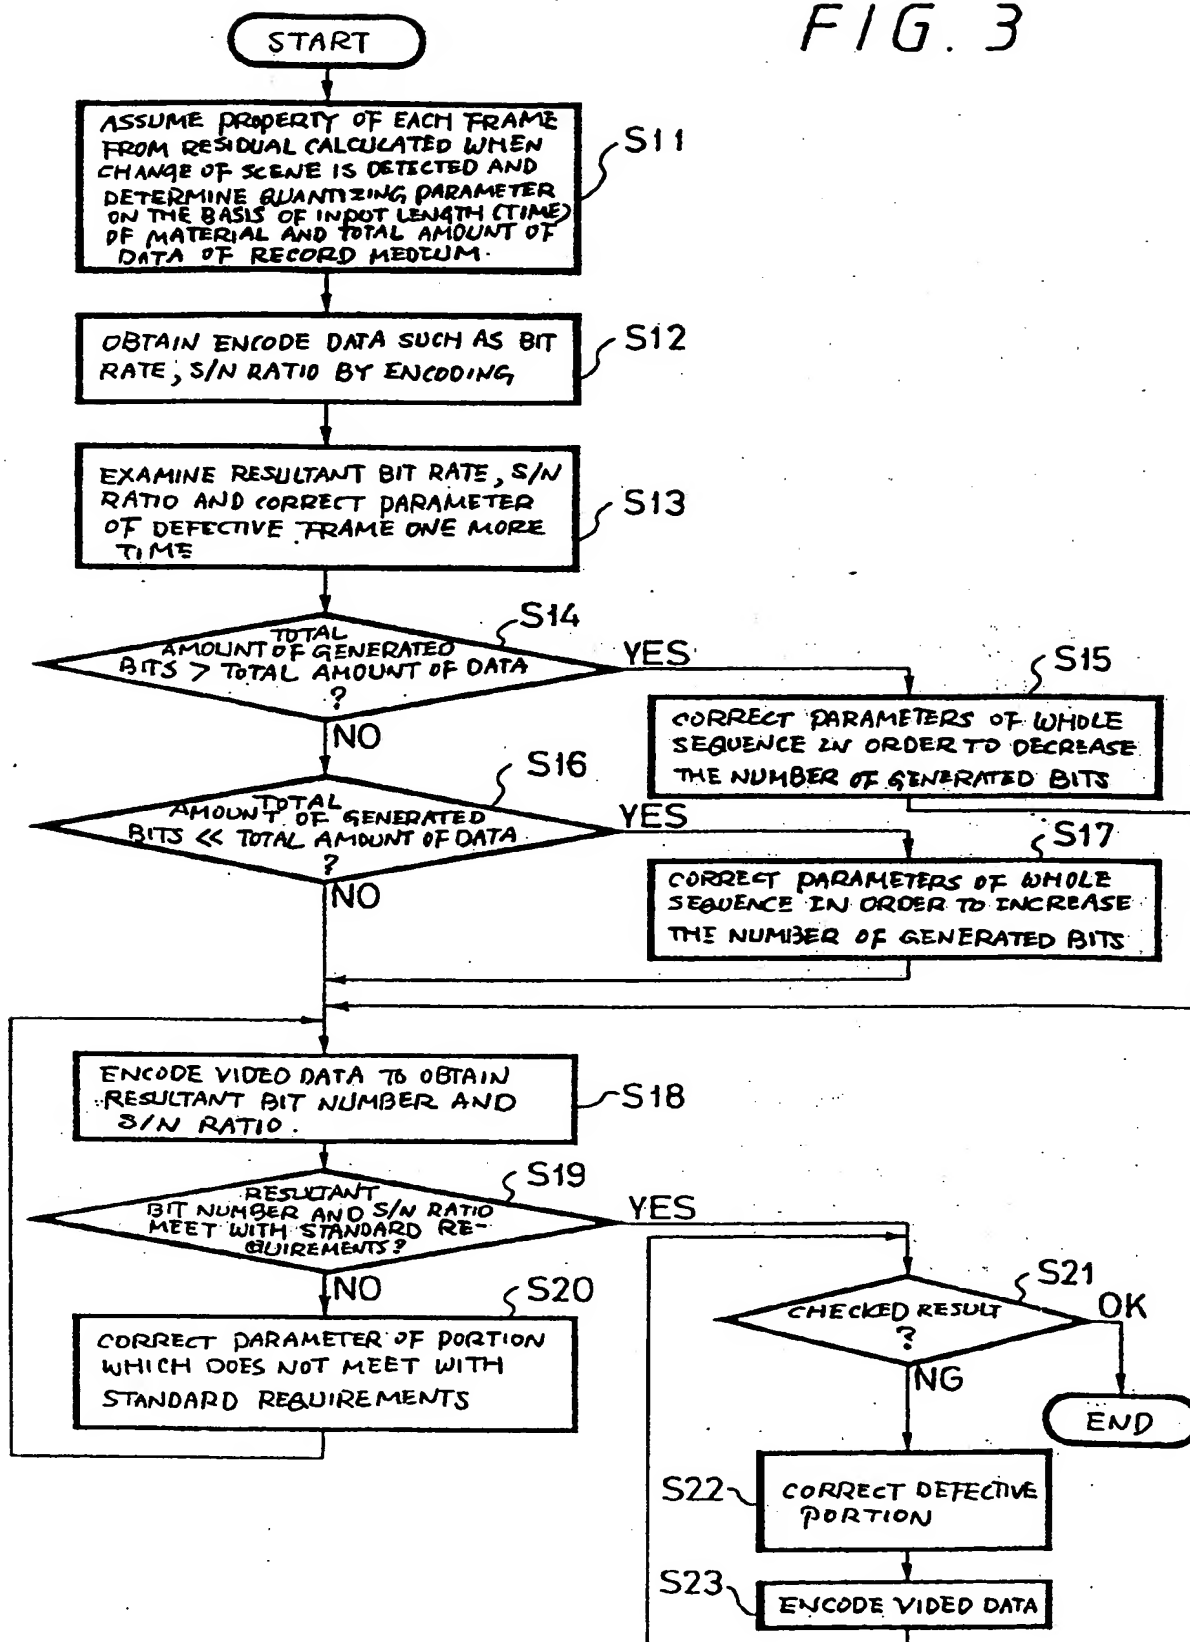 FIG. 3
START
ASSUME PROPERTY OF EACH FRAME
FROM RESIDUAL CALCULATED WHEN
CHANGE OF SCENE IS DETECTED AND
DETERMINE QUANTIZING PARAMETER
ON THE BASIS OF INPUT LENGTH (TIME)
OF MATERIAL AND TOTAL AMOUNT OF
DATA OF RECORD MEDIUM.
S11
OBTAIN ENCODE DATA SUCH AS BIT
RATE, S/N RATIO BY ENCODING
S12
EXAMINE RESULTANT BIT RATE, S/N
RATIO AND CORRECT PARAMETER
OF DEFECTIVE FRAME ONE MORE
TIME
S13
S14
TOTAL
AMOUNT OF GENERATED
BITS > TOTAL AMOUNT OF DATA
?
YES
NO
S15
CORRECT PARAMETERS OF WHOLE
SEQUENCE IN ORDER TO DECREASE
THE NUMBER OF GENERATED BITS
S16
TOTAL
AMOUNT OF GENERATED
BITS << TOTAL AMOUNT OF DATA
?
YES
NO
S17
CORRECT PARAMETERS OF WHOLE
SEQUENCE IN ORDER TO INCREASE
THE NUMBER OF GENERATED BITS
ENCODE VIDEO DATA TO OBTAIN
RESULTANT BIT NUMBER AND
S/N RATIO.
S18
S19
RESULTANT
BIT NUMBER AND S/N RATIO
MEET WITH STANDARD RE-
QUIREMENTS?
YES
NO
S20
CORRECT PARAMETER OF PORTION
WHICH DOES NOT MEET WITH
STANDARD REQUIREMENTS
S21
CHECKED RESULT
?
OK
NG
END
S22
CORRECT DEFECTIVE
PORTION
S23
ENCODE VIDEO DATA